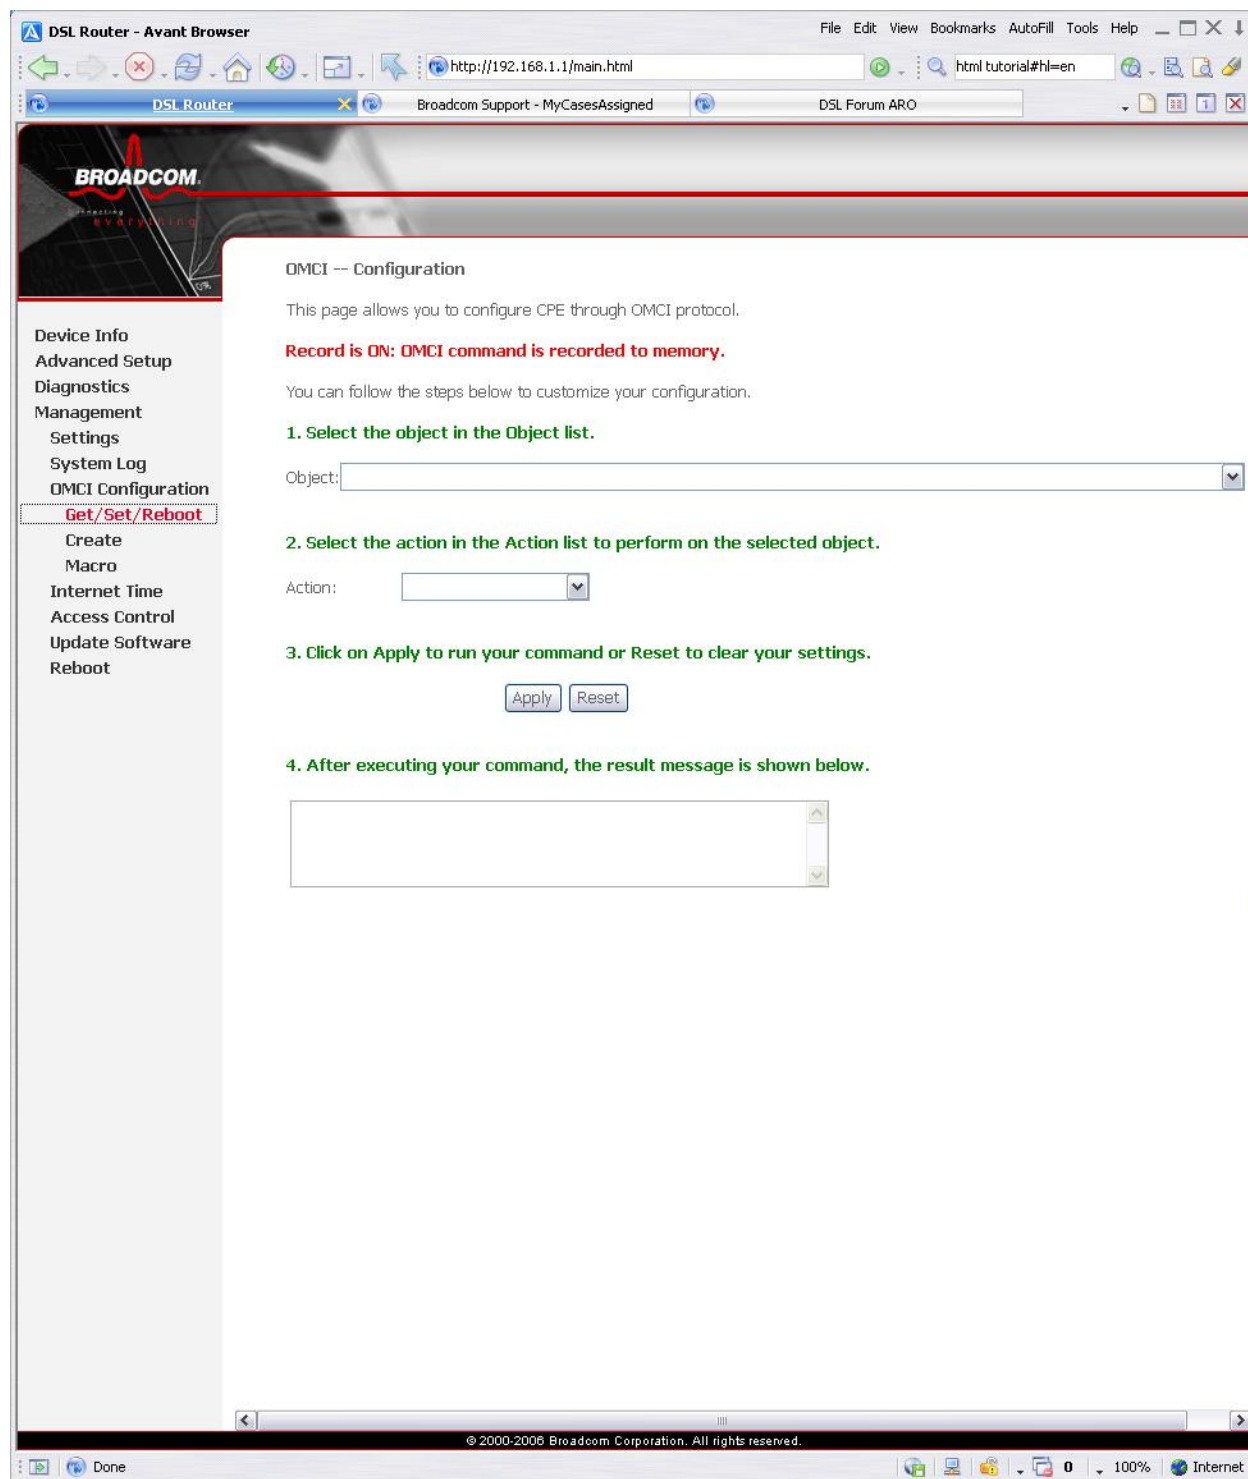 DSL Router - Avant Browser
File Edit View Bookmarks AutoFill Tools Help
http://192.168.1.1/main.html
html tutorial#hl=en
DSL Router
Broadcom Support - MyCasesAssigned
DSL Forum ARO
BROADCOM.
Connecting
everything
OMCI -- Configuration
This page allows you to configure CPE through OMCI protocol.
Record is ON: OMCI command is recorded to memory.
You can follow the steps below to customize your configuration.
1. Select the object in the Object list.
Object:
2. Select the action in the Action list to perform on the selected object.
Action:
3. Click on Apply to run your command or Reset to clear your settings.
Apply Reset
4. After executing your command, the result message is shown below.
Device Info
Advanced Setup
Diagnostics
Management
Settings
System Log
OMCI Configuration
Get/Set/Reboot
Create
Macro
Internet Time
Access Control
Update Software
Reboot
© 2000-2006 Broadcom Corporation. All rights reserved.
Done
0 100% Internet